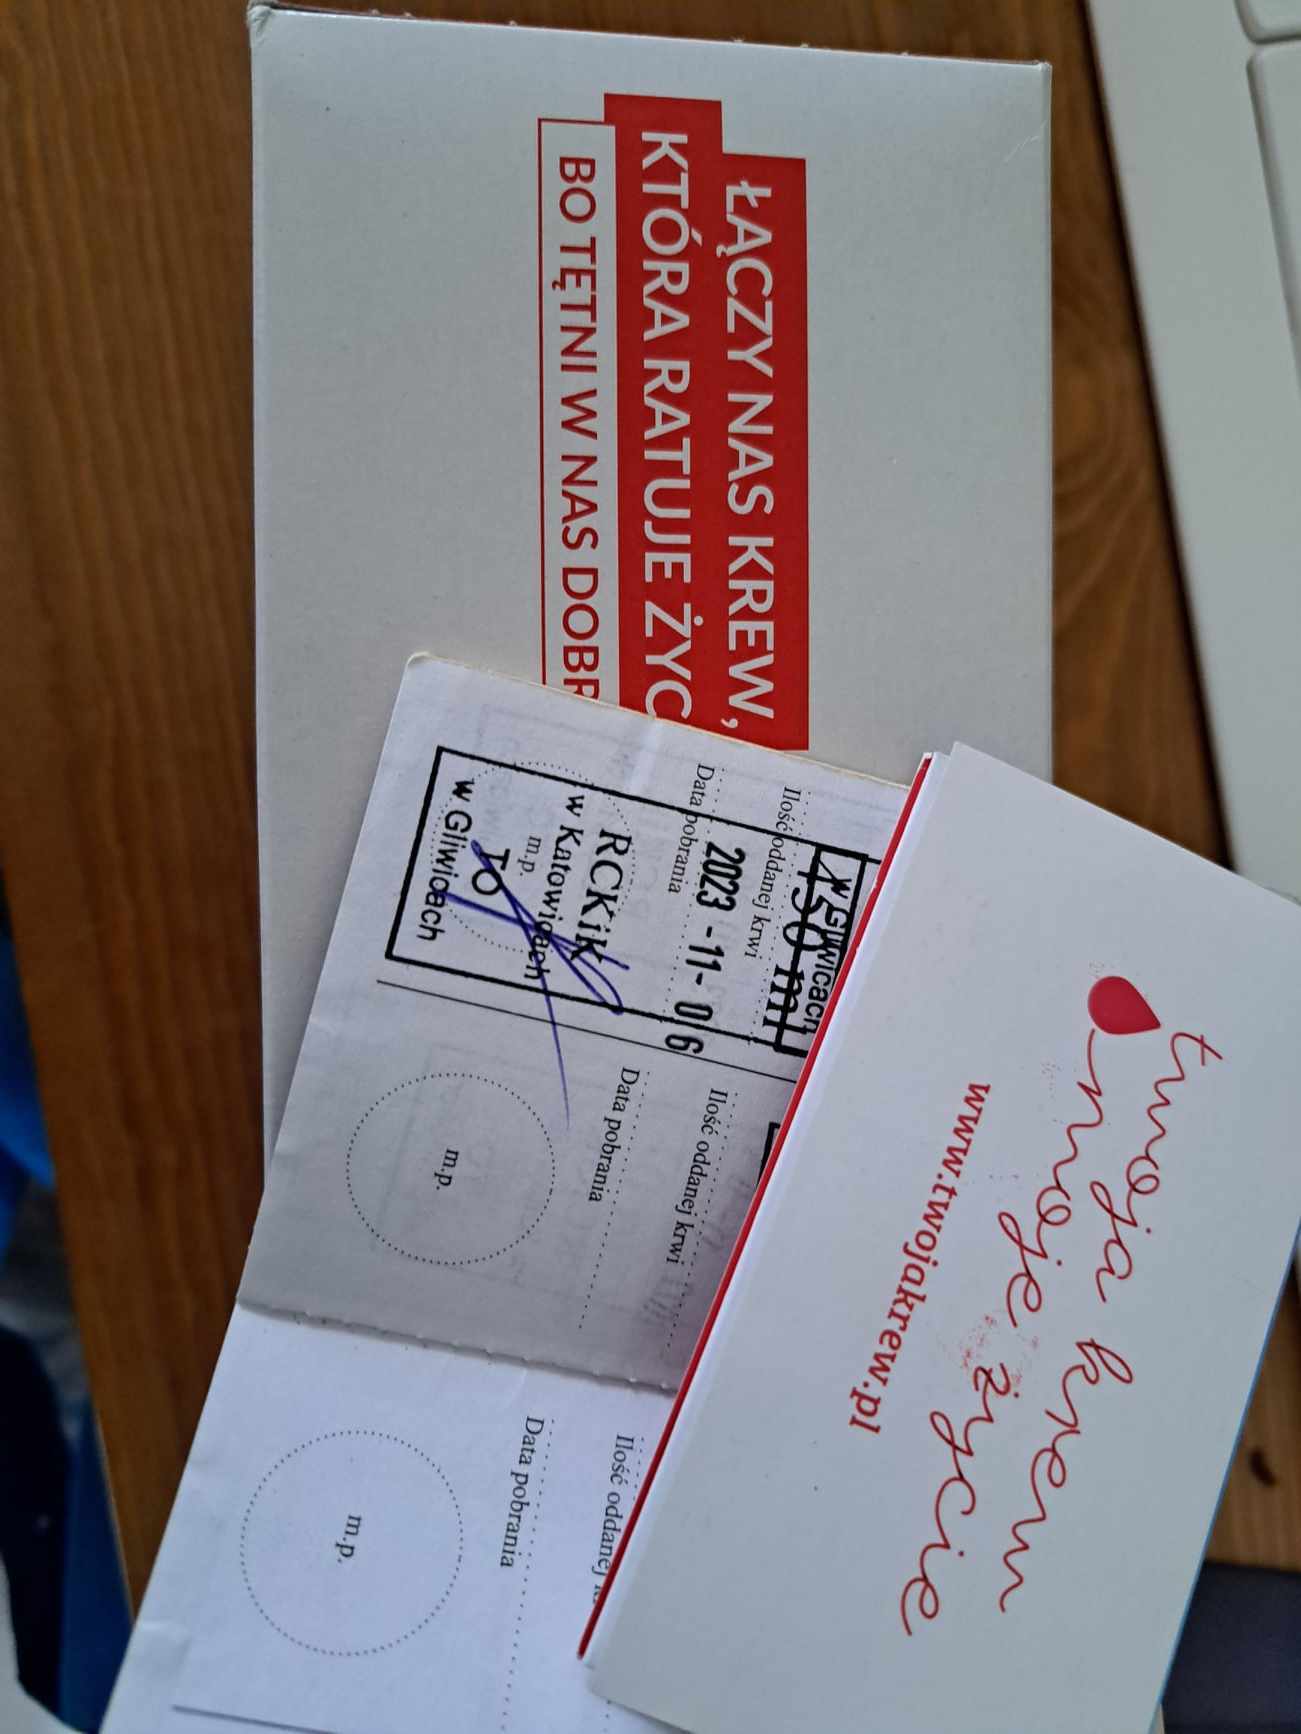 ŁĄCZY NAS KREW,
KTÓRA RATUJE ŻYC
BO TĘTNI W NAS DOBR
w Gliwicach
450 ml
Ilość oddanej krwi
2023 -11- 06
Data pobrania
RCKiK
w Katowicach
m.p.
TO
w Gliwicach
Ilość oddanej krwi
Data pobrania
m.p.
Ilość oddanej
Data pobrania
m.p.
twoja krew
moje życie
www.twojakrew.pl